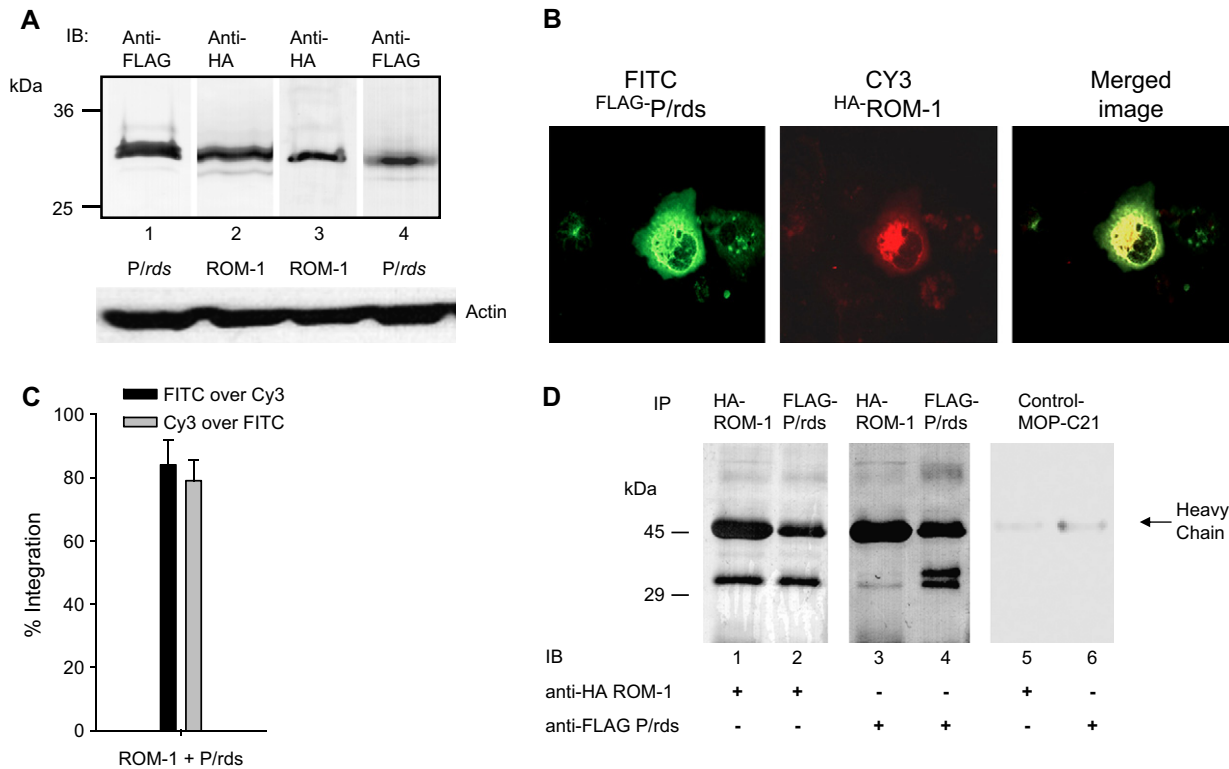 A
IB:
Anti-
FLAG
Anti-
HA
Anti-
HA
Anti-
FLAG
kDa
36
25
1 2 3 4
P/rds ROM-1 ROM-1 P/rds
Actin
B
FITC
FLAG-P/rds
CY3
HA-ROM-1
Merged
image
C
FITC over Cy3
Cy3 over FITC
% Integration
100
80
60
40
20
0
ROM-1 + P/rds
D
IP
HA-
ROM-1
FLAG-
P/rds
HA-
ROM-1
FLAG-
P/rds
Control-
MOP-C21
kDa
45
29
Heavy
Chain
IB 1 2 3 4 5 6
anti-HA ROM-1 + + - - + -
anti-FLAG P/rds - - + + - +